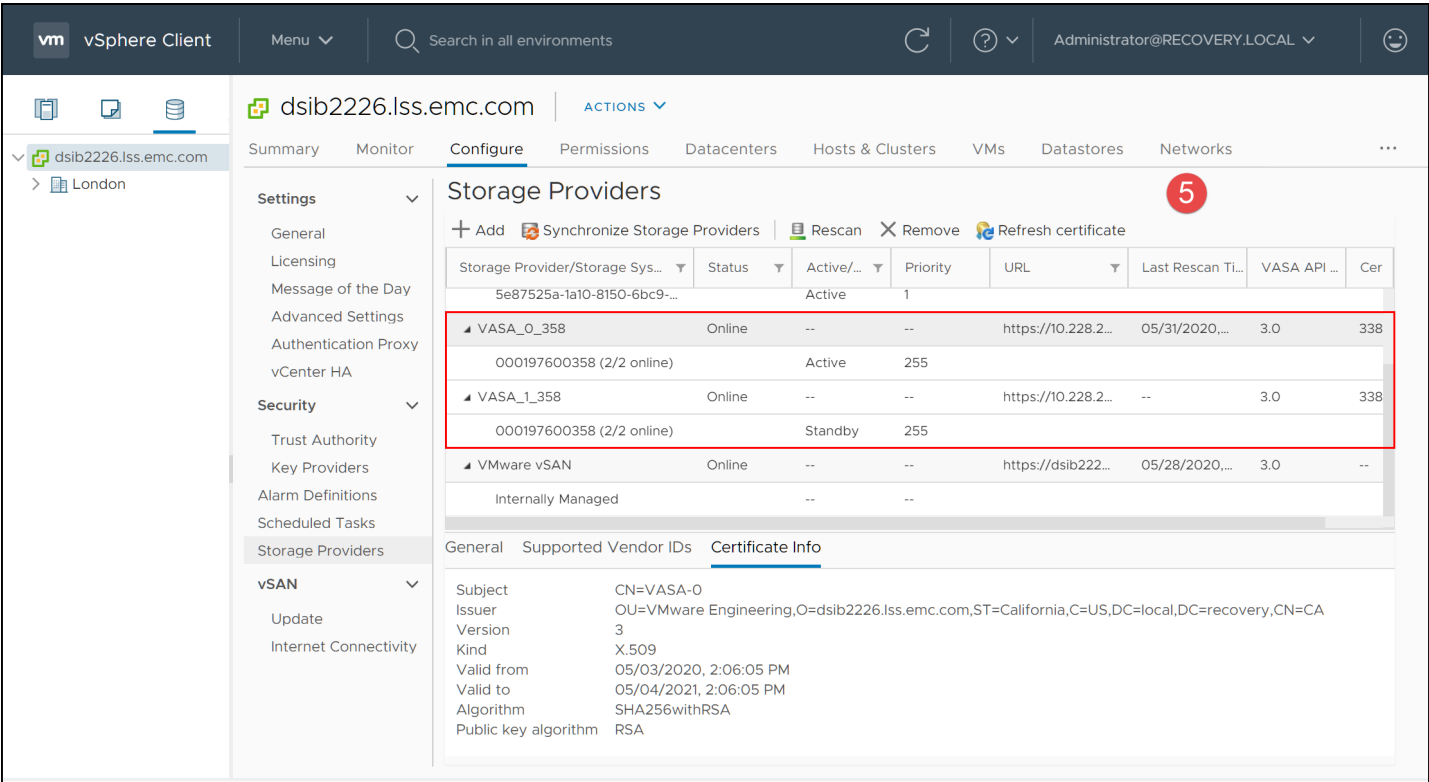 vm vSphere Client Menu Search in all environments Administrator@RECOVERY.LOCAL
dsib2226.lss.emc.com ACTIONS
dsib2226.lss.emc.com
London
Summary Monitor Configure Permissions Datacenters Hosts & Clusters VMs Datastores Networks ...
Settings
General
Licensing
Message of the Day
Advanced Settings
Authentication Proxy
vCenter HA
Security
Trust Authority
Key Providers
Alarm Definitions
Scheduled Tasks
Storage Providers
vSAN
Update
Internet Connectivity
Storage Providers 5
Add Synchronize Storage Providers Rescan Remove Refresh certificate
Storage Provider/Storage Sys... Status Active/... Priority URL Last Rescan Ti... VASA API ... Cer
5e87525a-1a10-8150-6bc9-... Active 1
VASA_0_358 Online -- -- https://10.228.2... 05/31/2020,... 3.0 338
000197600358 (2/2 online) Active 255
VASA_1_358 Online -- -- https://10.228.2... -- 3.0 338
000197600358 (2/2 online) Standby 255
VMware vSAN Online -- -- https://dsib222... 05/28/2020,... 3.0 --
Internally Managed -- --
General Supported Vendor IDs Certificate Info
Subject CN=VASA-0
Issuer OU=VMware Engineering,O=dsib2226.lss.emc.com,ST=California,C=US,DC=local,DC=recovery,CN=CA
Version 3
Kind X.509
Valid from 05/03/2020, 2:06:05 PM
Valid to 05/04/2021, 2:06:05 PM
Algorithm SHA256withRSA
Public key algorithm RSA